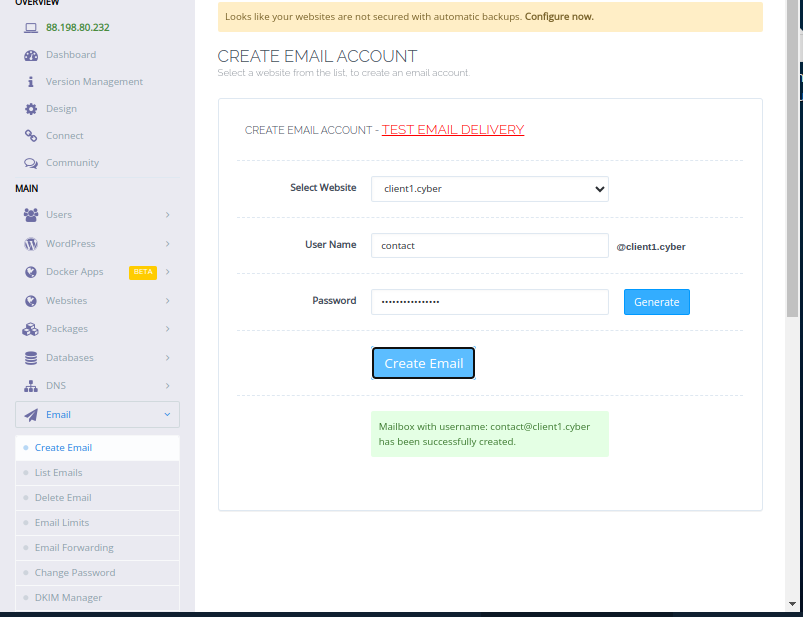 OVERVIEW
88.198.80.232
Dashboard
Version Management
Design
Connect
Community
MAIN
Users
WordPress
Docker Apps BETA
Websites
Packages
Databases
DNS
Email
Create Email
List Emails
Delete Email
Email Limits
Email Forwarding
Change Password
DKIM Manager
Looks like your websites are not secured with automatic backups. Configure now.
CREATE EMAIL ACCOUNT
Select a website from the list, to create an email account.
CREATE EMAIL ACCOUNT - TEST EMAIL DELIVERY
Select Website client1.cyber
User Name contact @client1.cyber
Password •••••••••••••••• Generate
Create Email
Mailbox with username: contact@client1.cyber
has been successfully created.